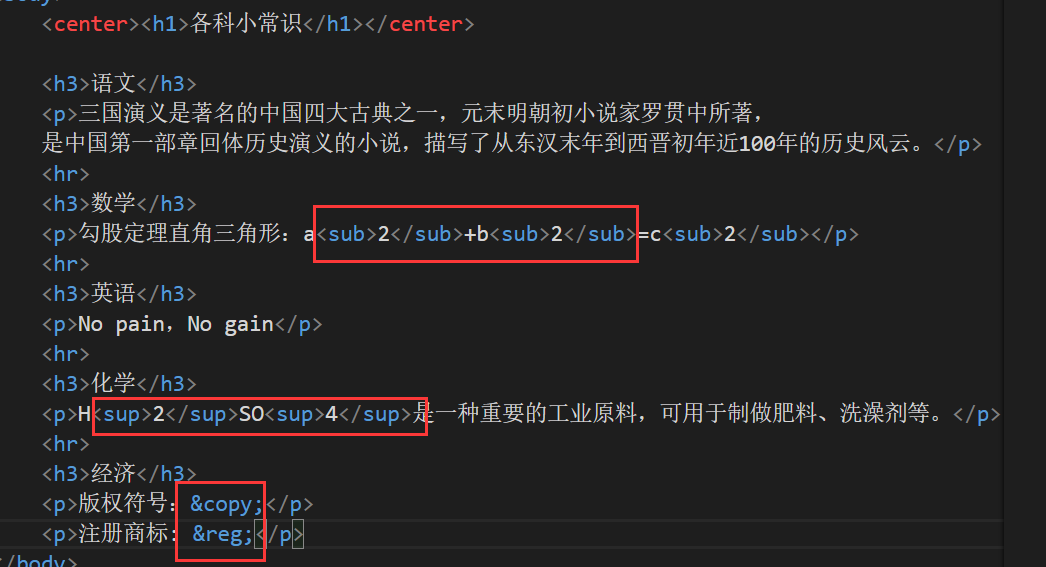 <center><h1>各科小常识</h1></center>
<h3>语文</h3>
<p>三国演义是著名的中国四大古典之一，元末明朝初小说家罗贯中所著，
是中国第一部章回体历史演义的小说，描写了从东汉末年到西晋初年近100年的历史风云。</p>
<hr>
<h3>数学</h3>
<p>勾股定理直角三角形：a<sub>2</sub>+b<sub>2</sub>=c<sub>2</sub></p>
<hr>
<h3>英语</h3>
<p>No pain，No gain</p>
<hr>
<h3>化学</h3>
<p>H<sup>2</sup>SO<sup>4</sup>是一种重要的工业原料，可用于制做肥料、洗澡剂等。</p>
<hr>
<h3>经济</h3>
<p>版权符号：&copy;</p>
<p>注册商标：&reg;</p>
</body>